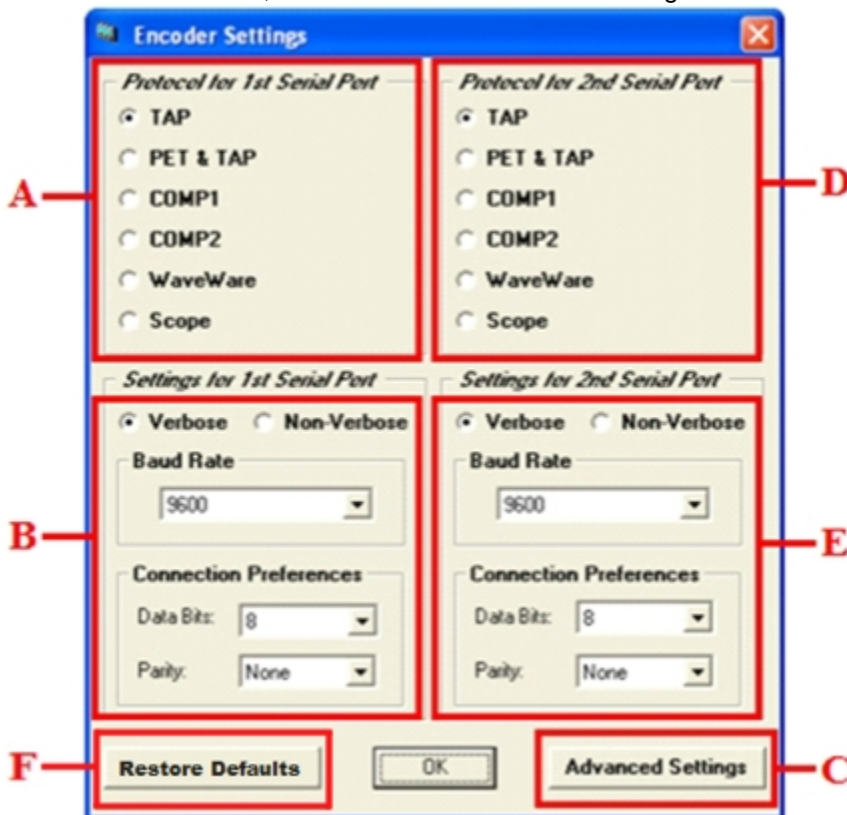 Encoder Settings
Protocol for 1st Serial Port
Protocol for 2nd Serial Port
TAP
TAP
PET & TAP
PET & TAP
COMP1
COMP1
A
D
COMP2
COMP2
WaveWare
WaveWare
Scope
Scope
Settings for 1st Serial Port
Settings for 2nd Serial Port
Verbose
Non-Verbose
Verbose
Non-Verbose
Baud Rate
Baud Rate
9600
9600
B
E
Connection Preferences
Connection Preferences
Data Bits: 8
Data Bits: 8
Parity: None
Parity: None
F
Restore Defaults
OK
Advanced Settings
C